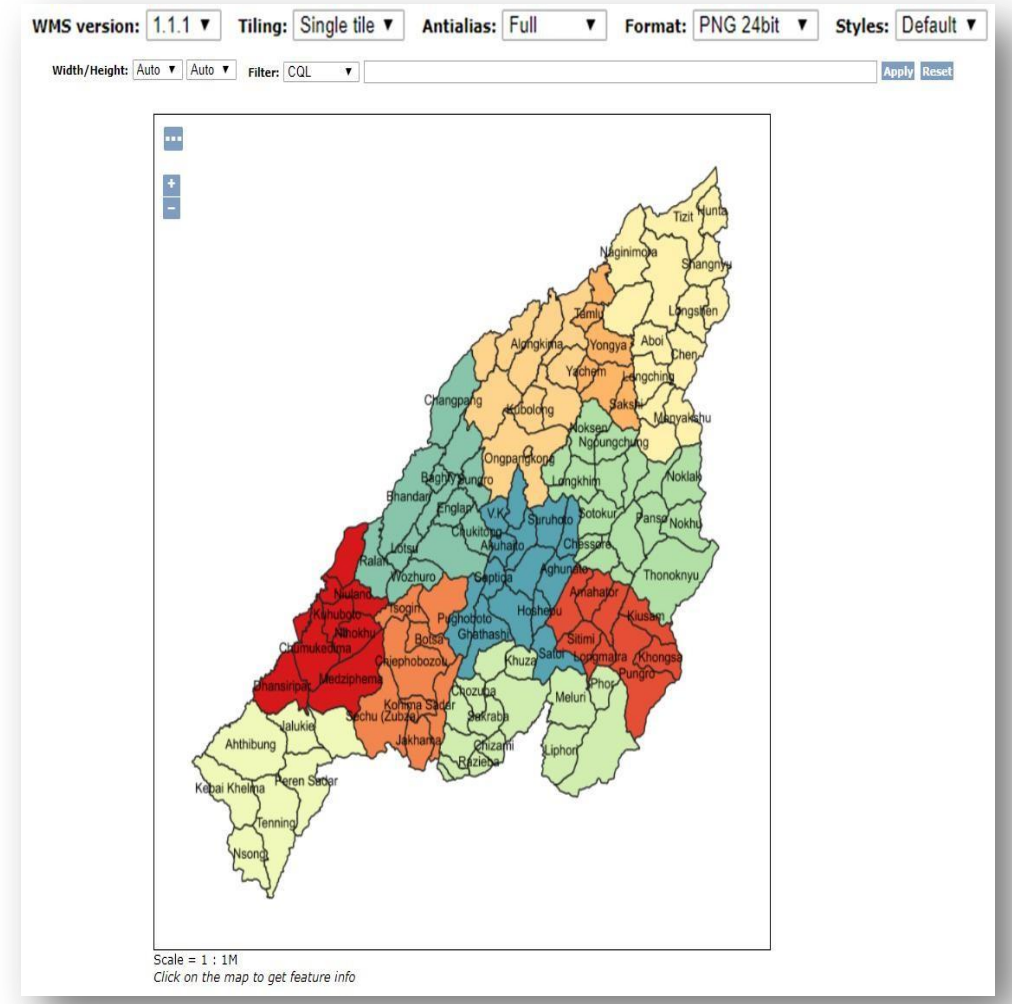 WMS version: 1.1.1 ▼ Tiling: Single tile ▼ Antialias: Full ▼ Format: PNG 24bit ▼ Styles: Default ▼
Width/Height: Auto ▼ Auto ▼ Filter: CQL ▼ Apply Reset
...
+
−
Tizit Hunta
Naginimora
Shangnyu
Longshen
Tamlu
Alongkima Yongya Aboi
Chen
Yachem Longching
Changpang Kubolong Sakshi
Monyakshu
Noksen
Ngoungchung
Ongpangkong
Baghty Sungro Longkhim Noklak
Bhandari
Englan V.K. Suruhoto Sotokur Panso Nokhu
Chukitong
Lotsu Akuhaito Chessore
Ralan
Wozhuro Saptiqa Aghunato Thonoknyu
Niuland Amahator
Kuhuboto Tsogin Pughoboto Hoshepu Kiusam
Nihokhu Botsa Ghathashi Sitimi
Chumukedima
Chiephobozou Khuza Satoi Longmatra Khongsa
Dhansiripar Medziphema Pungro
Chozuba Meluri Phor
Kohima Sadar
Sechu (Zubza) Sakraba
Jalukie
Ahthibung Jakhama Chizami Liphori
Razieba
Kebai Khelma Peren Sadar
Tenning
Nsong
Scale = 1 : 1M
Click on the map to get feature info